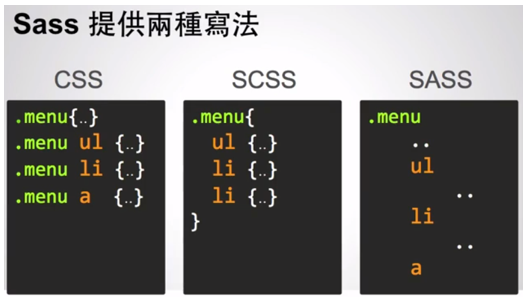 Sass 提供兩種寫法
CSS
.menu{..}
.menu ul {..}
.menu li {..}
.menu a {..}
SCSS
.menu{
ul {..}
li {..}
li {..}
}
SASS
.menu
..
ul
..
li
..
a